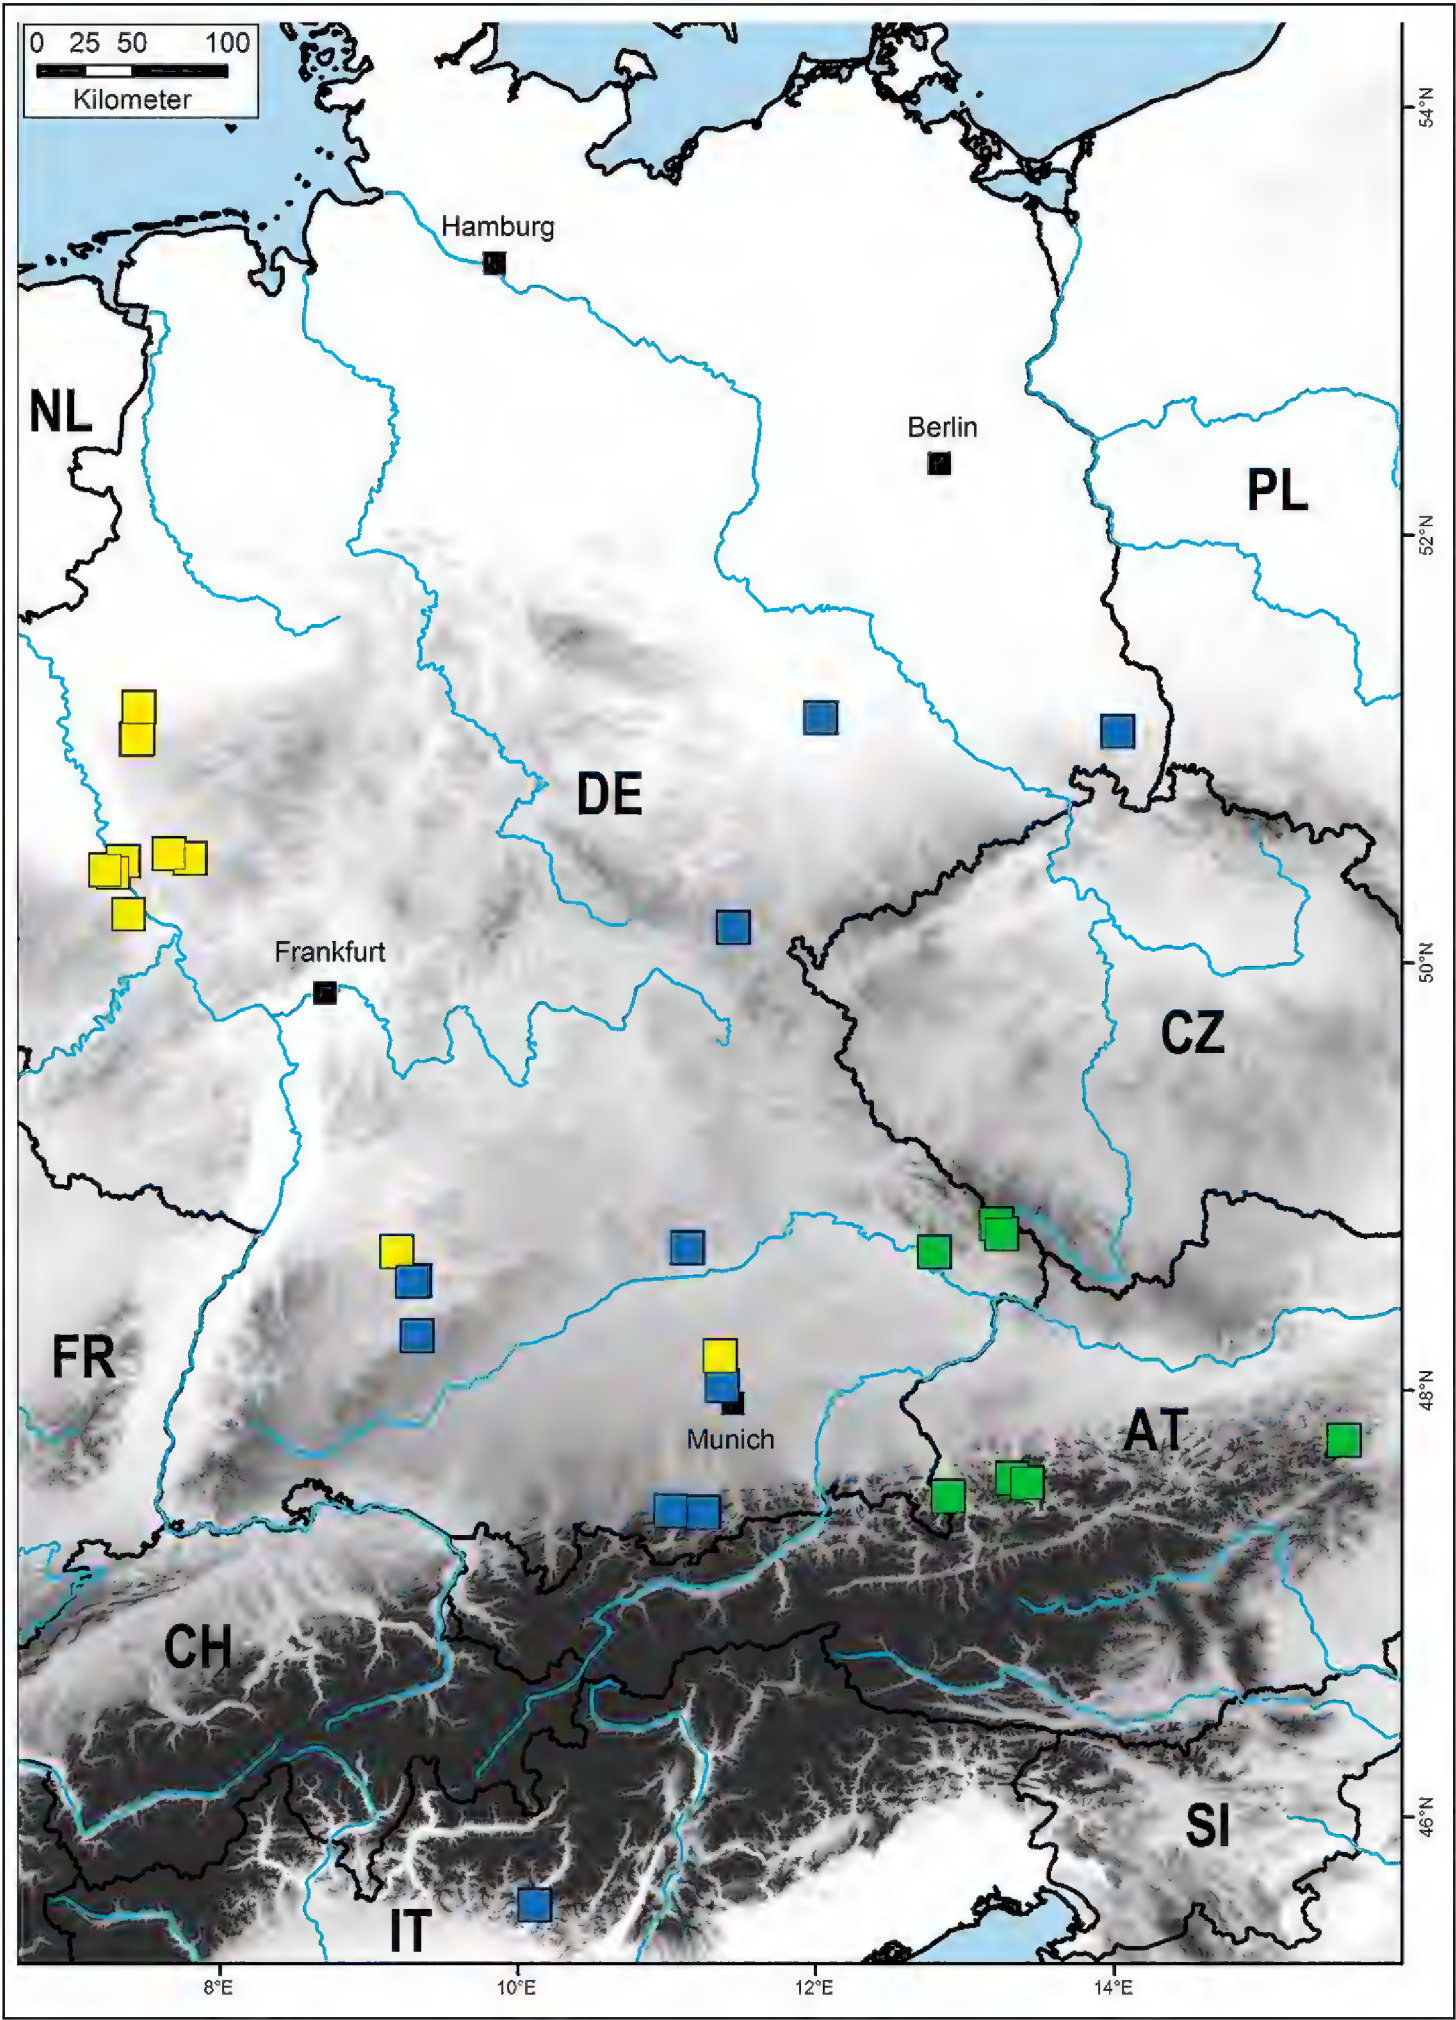 0 25 50 100
Kilometer
54°N
Hamburg
NL
Berlin
PL
52°N
DE
Frankfurt
50°N
CZ
FR
48°N
AT
Munich
CH
46°N
SI
IT
8°E 10°E 12°E 14°E